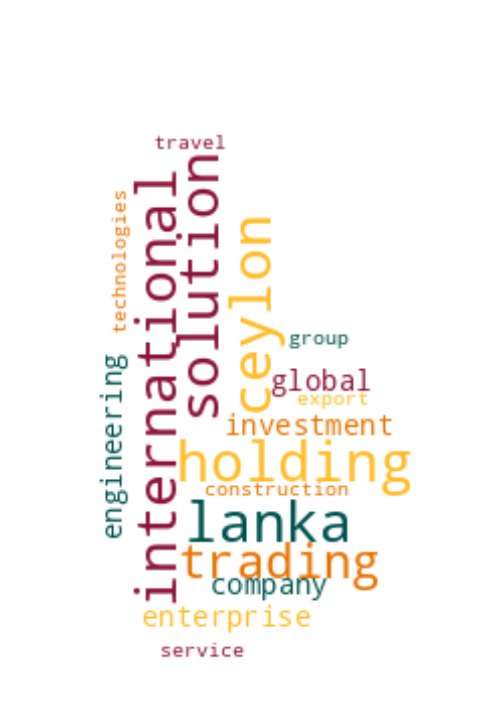 travel
technologies
international
solution
ceylon
group
engineering
global
export
investment
holding
construction
lanka
trading
company
enterprise
service